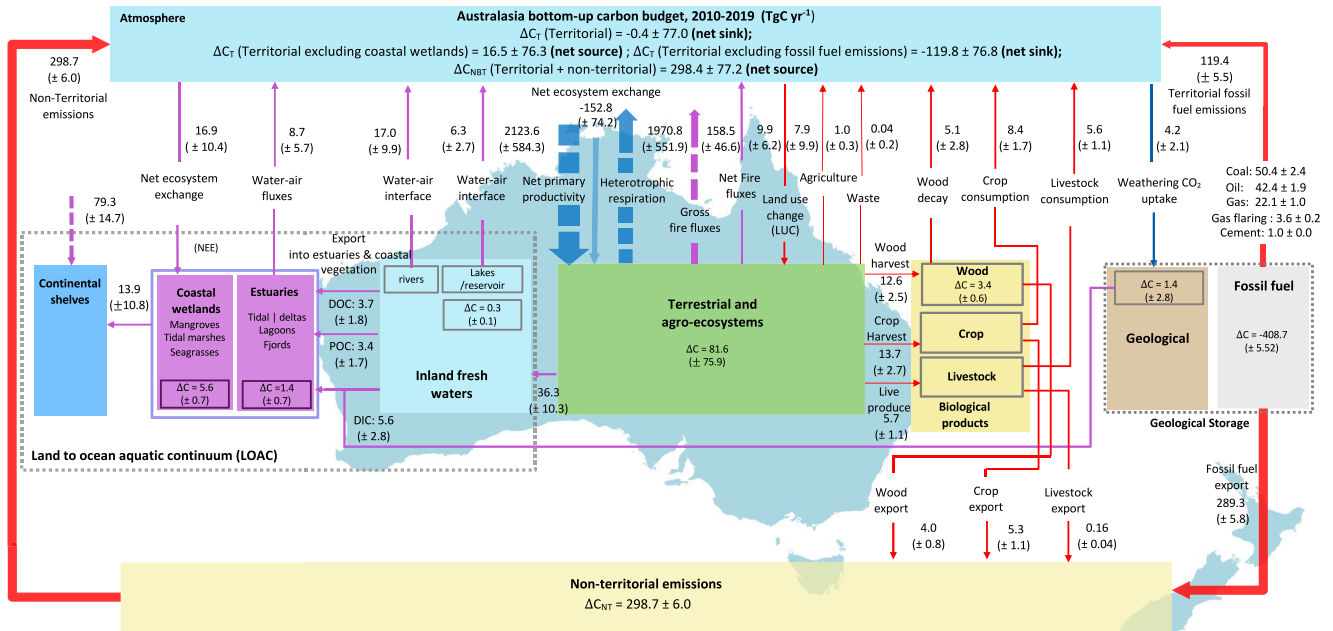 Atmosphere
Australasia bottom-up carbon budget, 2010-2019 (TgC yr⁻¹)
ΔC_T (Territorial) = -0.4 ± 77.0 (net sink);
ΔC_T (Territorial excluding coastal wetlands) = 16.5 ± 76.3 (net source) ; ΔC_T (Territorial excluding fossil fuel emissions) = -119.8 ± 76.8 (net sink);
ΔC_NBT (Territorial + non-territorial) = 298.4 ± 77.2 (net source)
298.7
(± 6.0)
Non-Territorial
emissions
16.9
(± 10.4)
Net ecosystem
exchange
(NEE)
8.7
(± 5.7)
Water-air
fluxes
17.0
(± 9.9)
Water-air
interface
6.3
(± 2.7)
Water-air
interface
2123.6
(± 584.3)
Net primary
productivity
Net ecosystem exchange
-152.8
(± 74.2)
1970.8
(± 551.9)
Heterotrophic
respiration
158.5
(± 46.6)
Gross
fire fluxes
9.9
(± 6.2)
Net Fire
fluxes
7.9
(± 9.9)
Land use
change
(LUC)
1.0
(± 0.3)
Agriculture
0.04
(± 0.2)
Waste
5.1
(± 2.8)
Wood
decay
8.4
(± 1.7)
Crop
consumption
5.6
(± 1.1)
Livestock
consumption
4.2
(± 2.1)
Weathering CO₂
uptake
119.4
(± 5.5)
Territorial fossil
fuel emissions
Coal: 50.4 ± 2.4
Oil: 42.4 ± 1.9
Gas: 22.1 ± 1.0
Gas flaring : 3.6 ± 0.2
Cement: 1.0 ± 0.0
79.3
(± 14.7)
Continental
shelves
13.9
(±10.8)
Coastal
wetlands
Mangroves
Tidal marshes
Seagrasses
ΔC = 5.6
(± 0.7)
Estuaries
Tidal | deltas
Lagoons
Fjords
ΔC =1.4
(± 0.7)
Export
into estuaries & coastal
vegetation
DOC: 3.7
(± 1.8)
POC: 3.4
(± 1.7)
DIC: 5.6
(± 2.8)
rivers
Lakes
/reservoir
ΔC = 0.3
(± 0.1)
Inland fresh
waters
36.3
(± 10.3)
Terrestrial and
agro-ecosystems
ΔC = 81.6
(± 75.9)
Wood
harvest
12.6
(± 2.5)
Crop
Harvest
13.7
(± 2.7)
Live
produce
5.7
(± 1.1)
Wood
ΔC = 3.4
(± 0.6)
Crop
Livestock
Biological
products
ΔC = 1.4
(± 2.8)
Geological
Fossil fuel
ΔC = -408.7
(± 5.52)
Geological Storage
Land to ocean aquatic continuum (LOAC)
Wood
export
4.0
(± 0.8)
Crop
export
5.3
(± 1.1)
Livestock
export
0.16
(± 0.04)
Fossil fuel
export
289.3
(± 5.8)
Non-territorial emissions
ΔC_NT = 298.7 ± 6.0